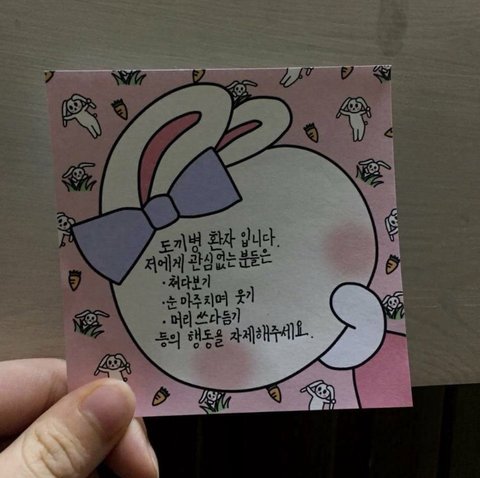 도끼병 환자 입니다.
저에게 관심없는 분들은
·쳐다보기
·눈 마주치며 웃기
·머리 쓰다듬기
등의 행동을 자제해주세요.